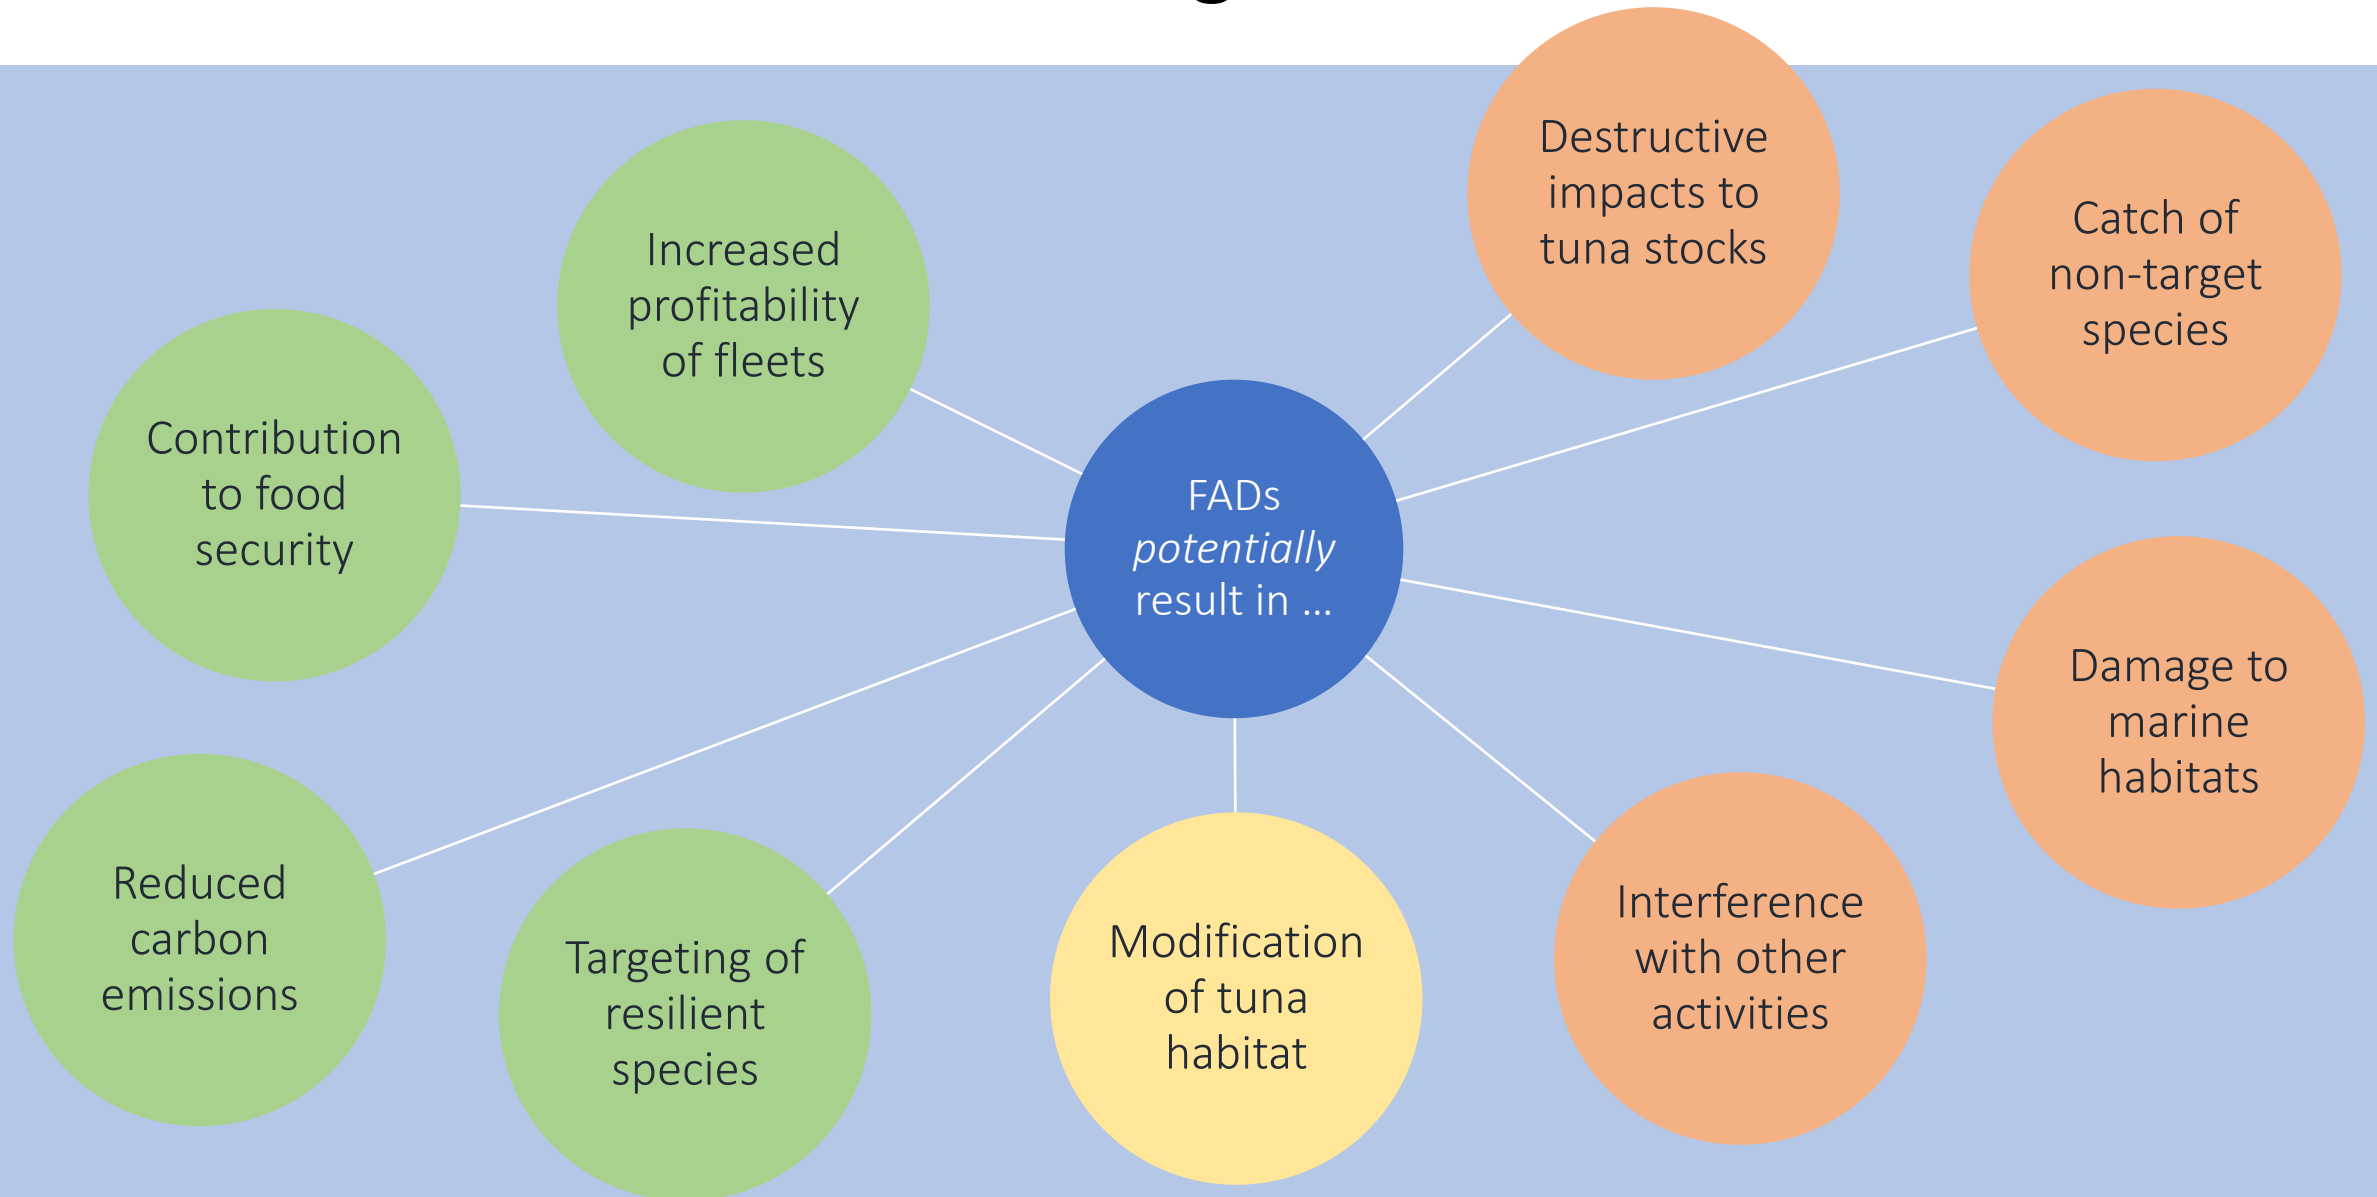 Destructive
impacts to
tuna stocks
Catch of
non-target
species
Increased
profitability
of fleets
Contribution
to food
security
FADs
potentially
result in ...
Damage to
marine
habitats
Reduced
carbon
emissions
Targeting of
resilient
species
Modification
of tuna
habitat
Interference
with other
activities